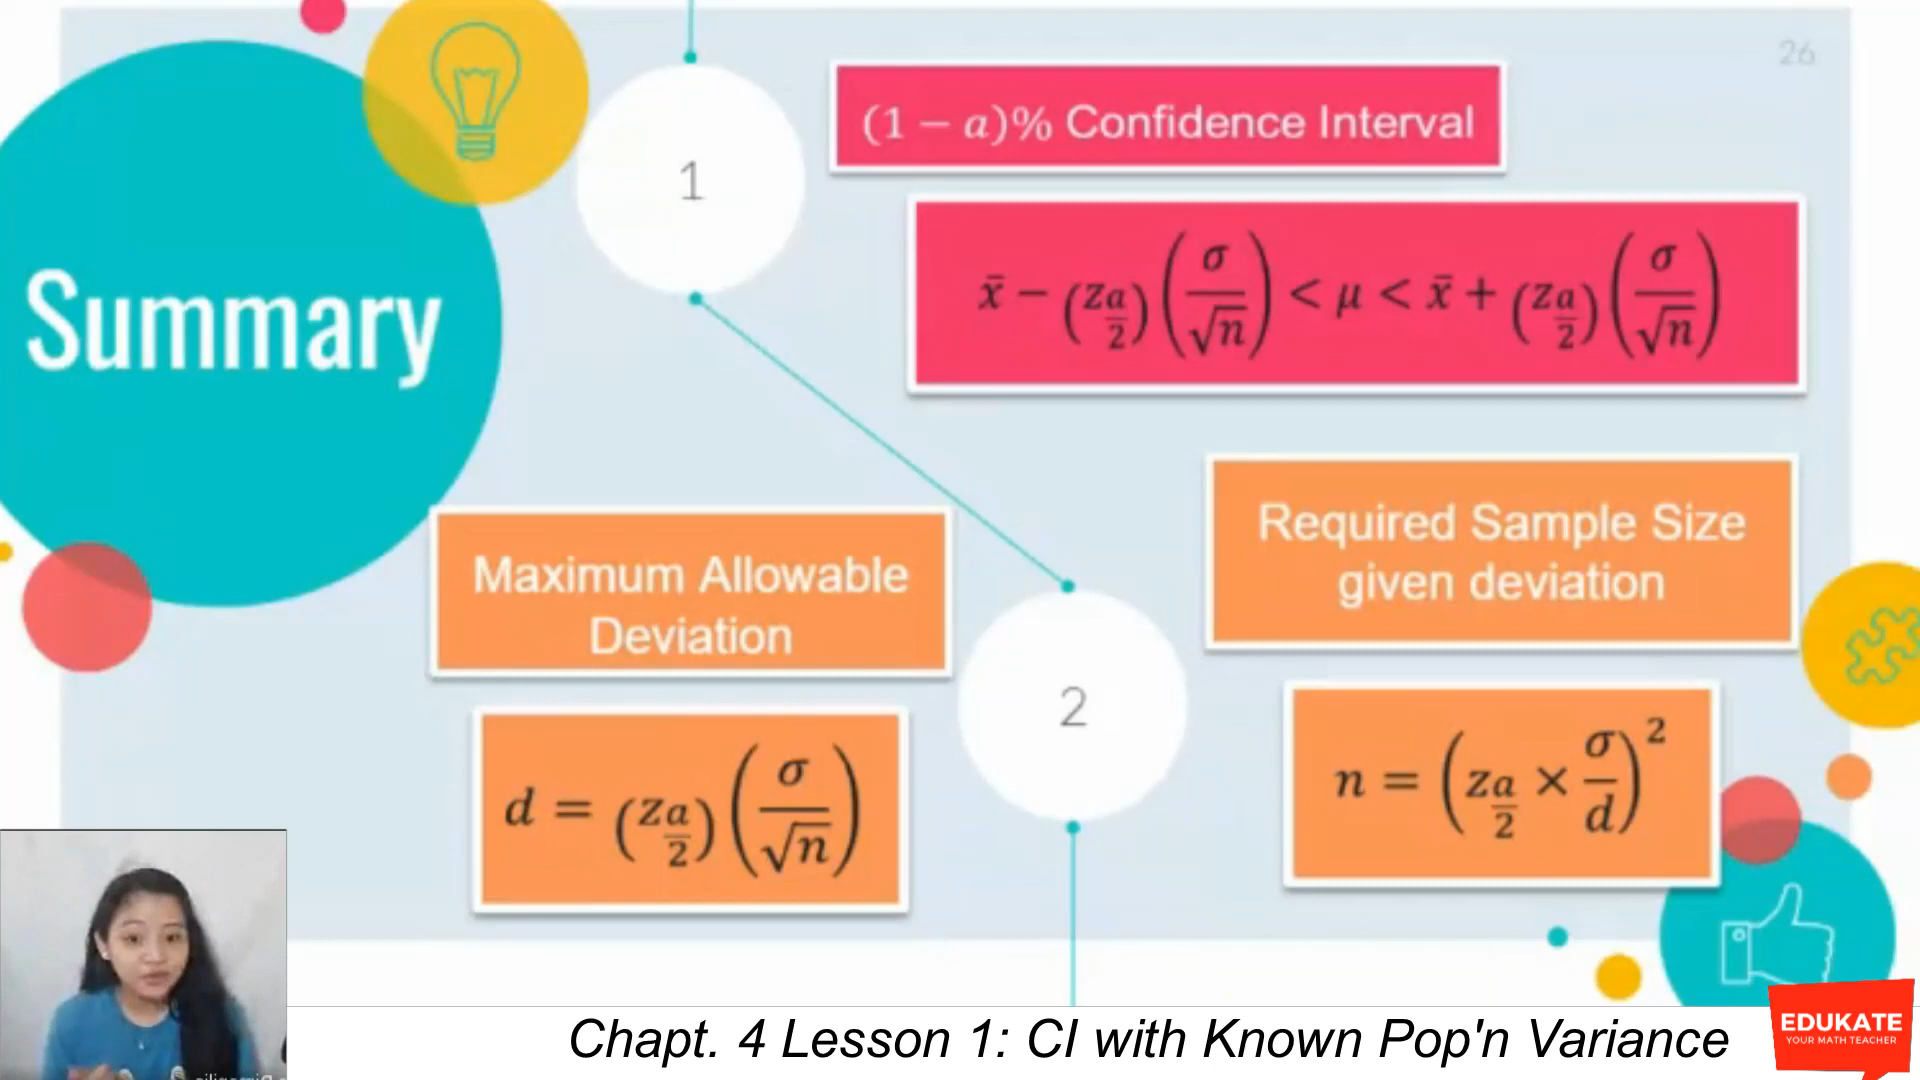 26
Summary
1
(1 − a)% Confidence Interval
x̄ − (z a/2) (σ/√n) < μ < x̄ + (z a/2) (σ/√n)
Maximum Allowable
Deviation
d = (z a/2) (σ/√n)
2
Required Sample Size
given deviation
n = (z a/2 × σ/d)²
Chapt. 4 Lesson 1: CI with Known Pop'n Variance
EDUKATE
YOUR MATH TEACHER